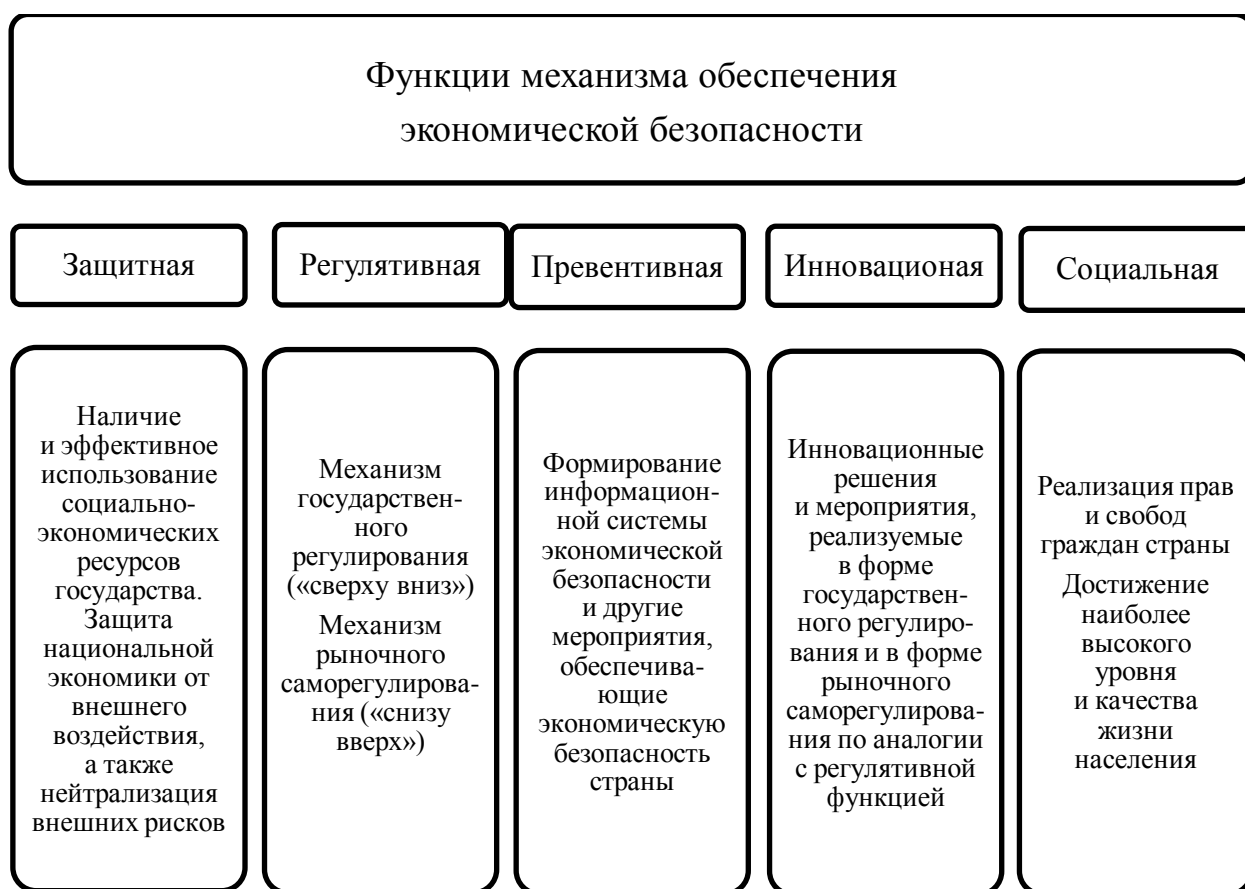 Функции механизма обеспечения
экономической безопасности
Защитная
Регулятивная
Превентивная
Инновационая
Социальная
Наличие
и эффективное
использование
социально-
экономических
ресурсов
государства.
Защита
национальной
экономики от
внешнего
воздействия,
а также
нейтрализация
внешних рисков
Механизм
государствен-
ного
регулирования
(«сверху вниз»)
Механизм
рыночного
саморегулирова-
ния («снизу
вверх»)
Формирование
информацион-
ной системы
экономической
безопасности
и другие
мероприятия,
обеспечива-
ющие
экономическую
безопасность
страны
Инновационные
решения
и мероприятия,
реализуемые
в форме
государствен-
ного регулиро-
вания и в форме
рыночного
саморегулирова-
ния по аналогии
с регулятивной
функцией
Реализация прав
и свобод
граждан страны
Достижение
наиболее
высокого
уровня
и качества
жизни
населения